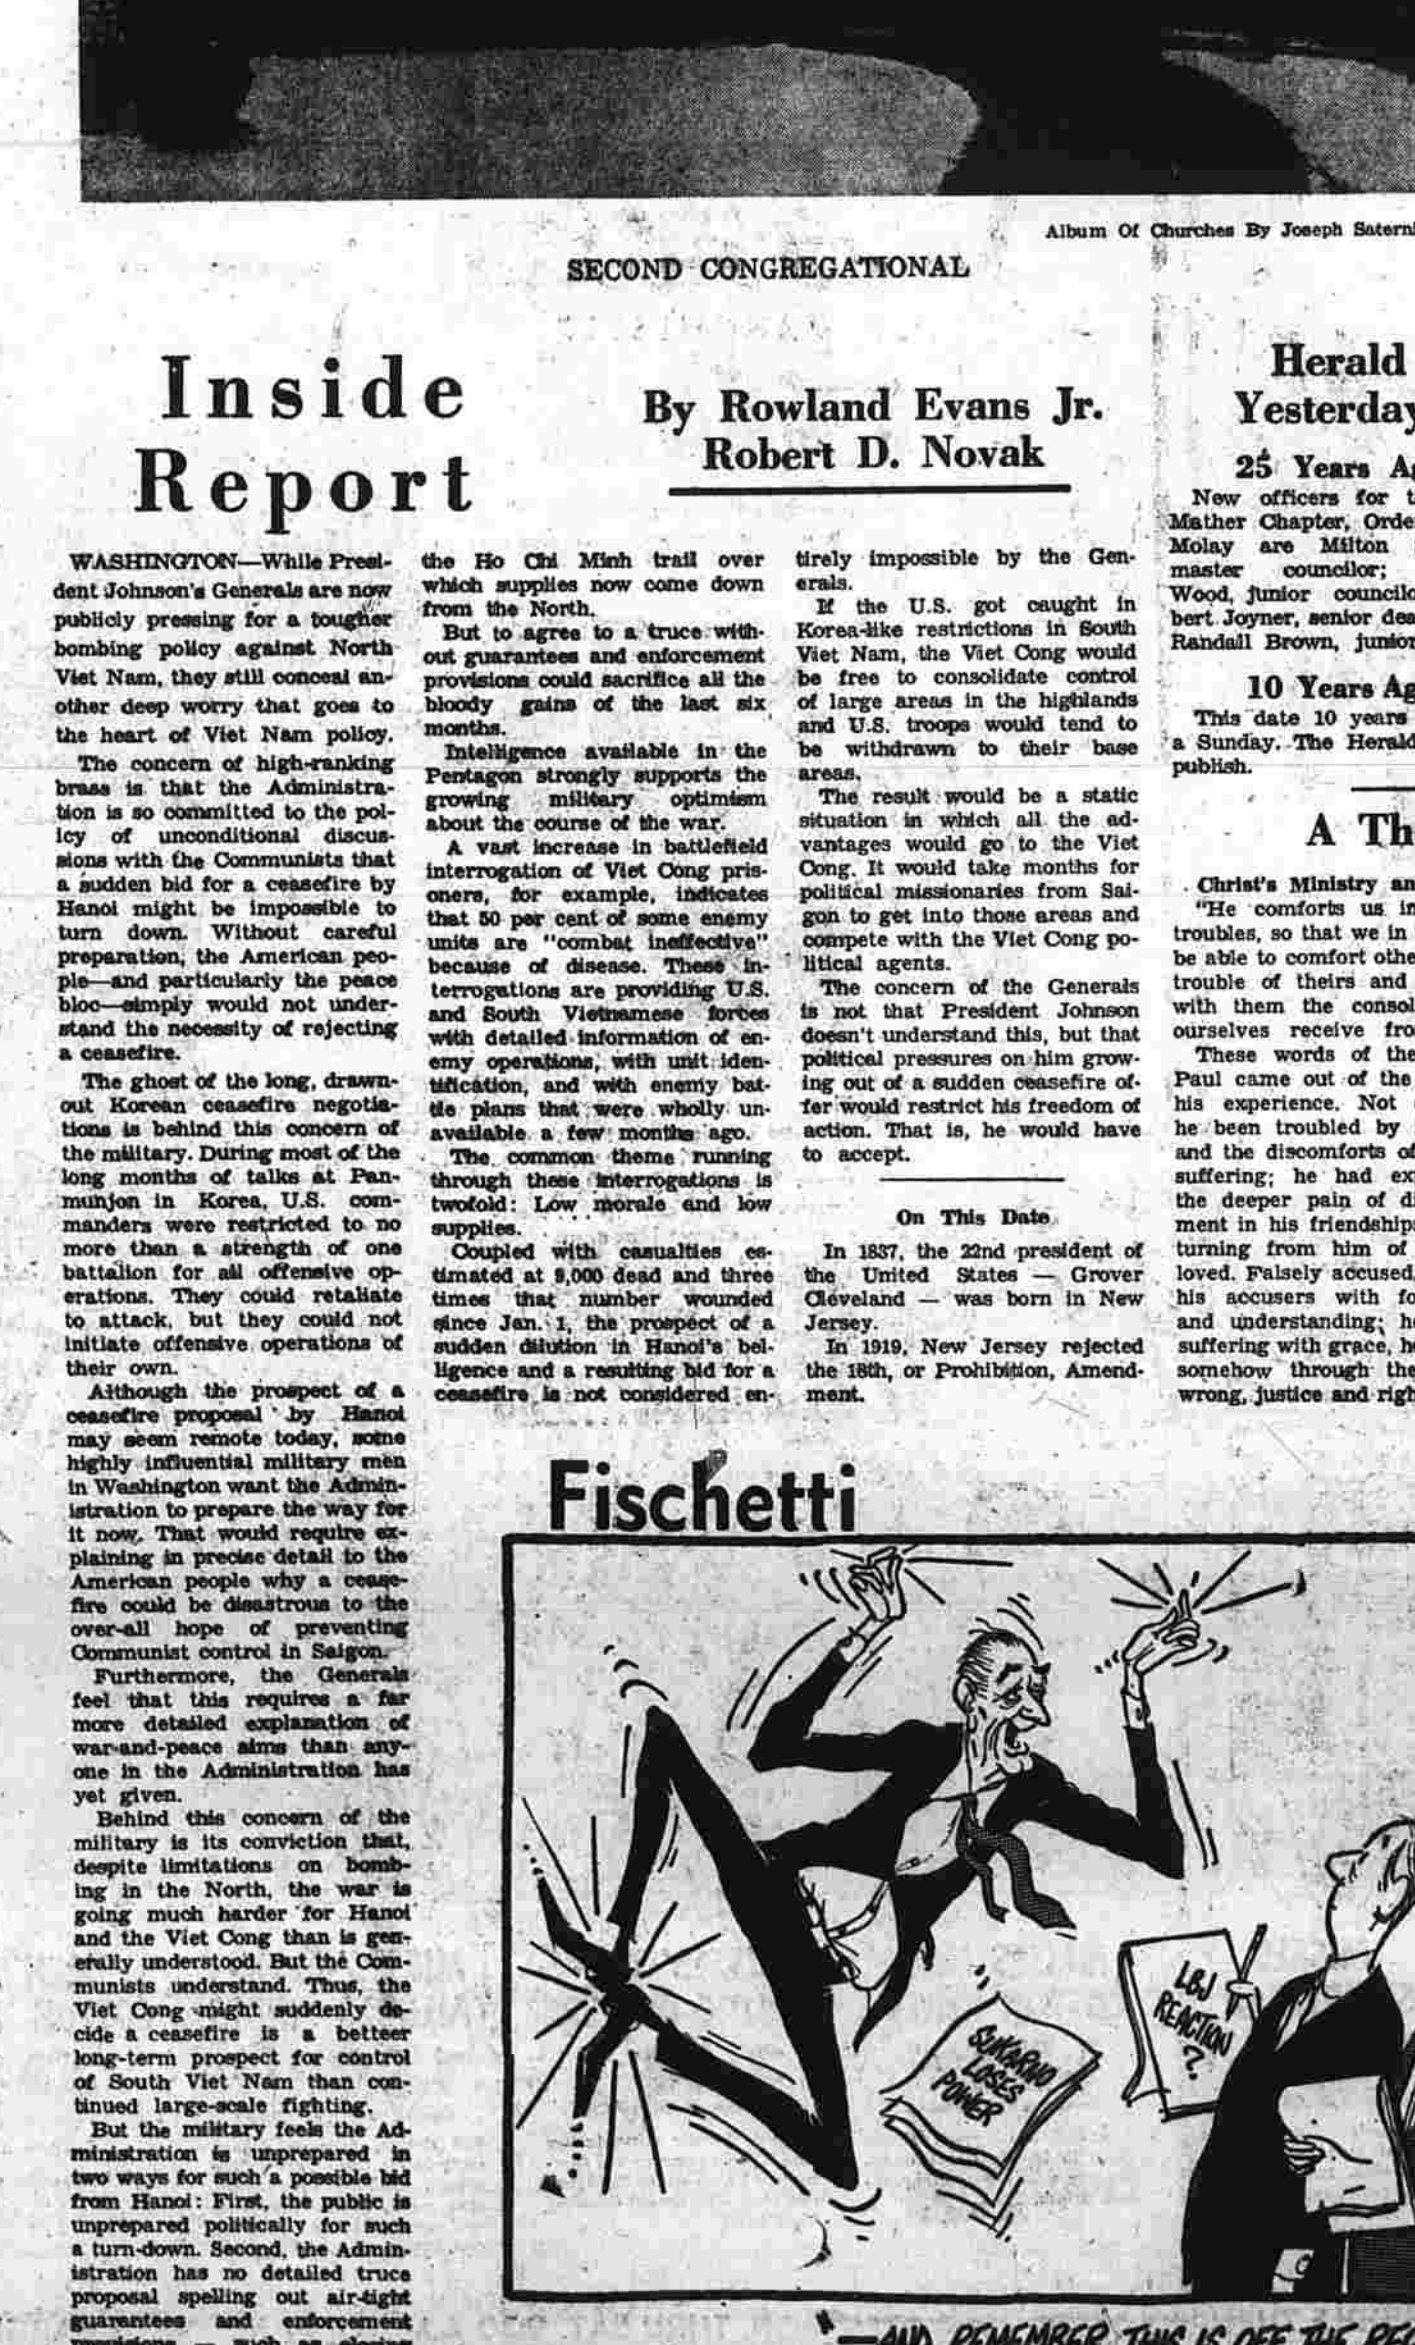 Album Of Churches By Joseph Saterni
SECOND CONGREGATIONAL
Inside
Report
By Rowland Evans Jr.
Robert D. Novak
WASHINGTON—While Presi-
dent Johnson's Generals are now
publicly pressing for a tougher
bombing policy against North
Viet Nam, they still conceal an-
other deep worry that goes to
the heart of Viet Nam policy.
The concern of high-ranking
brass is that the Administra-
tion is so committed to the pol-
icy of unconditional discus-
sions with the Communists that
a sudden bid for a ceasefire by
Hanoi might be impossible to
turn down. Without careful
preparation, the American peo-
ple—and particularly the peace
bloc—simply would not under-
stand the necessity of rejecting
a ceasefire.
The ghost of the long, drawn-
out Korean ceasefire negotia-
tions is behind this concern of
the military. During most of the
long months of talks at Pan-
munjon in Korea, U.S. com-
manders were restricted to no
more than a strength of one
battalion for all offensive op-
erations. They could retaliate
to attack, but they could not
initiate offensive operations of
their own.
Although the prospect of a
ceasefire proposal by Hanoi
may seem remote today, some
highly influential military men
in Washington want the Admin-
istration to prepare the way for
it now. That would require ex-
plaining in precise detail to the
American people why a cease-
fire could be disastrous to the
over-all hope of preventing
Communist control in Saigon.
Furthermore, the Generals
feel that this requires a far
more detailed explanation of
war-and-peace aims than any-
one in the Administration has
yet given.
Behind this concern of the
military is its conviction that,
despite limitations on bomb-
ing in the North, the war is
going much harder for Hanoi
and the Viet Cong than is gen-
erally understood. But the Com-
munists understand. Thus, the
Viet Cong might suddenly de-
cide a ceasefire is a betteer
long-term prospect for control
of South Viet Nam than con-
tinued large-scale fighting.
But the military feels the Ad-
ministration is unprepared in
two ways for such a possible bid
from Hanoi: First, the public is
unprepared politically for such
a turn-down. Second, the Admin-
istration has no detailed truce
proposal spelling out air-tight
guarantees and enforcement
the Ho Chi Minh trail over
which supplies now come down
from the North.
But to agree to a truce with-
out guarantees and enforcement
provisions could sacrifice all the
bloody gains of the last six
months.
Intelligence available in the
Pentagon strongly supports the
growing military optimism
about the course of the war.
A vast increase in battlefield
interrogation of Viet Cong pris-
oners, for example, indicates
that 50 per cent of some enemy
units are "combat ineffective"
because of disease. These in-
terrogations are providing U.S.
and South Vietnamese forces
with detailed information of en-
emy operations, with unit iden-
tification, and with enemy bat-
tle plans that were wholly un-
available a few months ago.
The common theme running
through these interrogations is
twofold: Low morale and low
supplies.
Coupled with casualties es-
timated at 9,000 dead and three
times that number wounded
since Jan. 1, the prospect of a
sudden dilution in Hanoi's bel-
ligence and a resulting bid for a
ceasefire is not considered en-
tirely impossible by the Gen-
erals.
If the U.S. got caught in
Korea-like restrictions in South
Viet Nam, the Viet Cong would
be free to consolidate control
of large areas in the highlands
and U.S. troops would tend to
be withdrawn to their base
areas.
The result would be a static
situation in which all the ad-
vantages would go to the Viet
Cong. It would take months for
political missionaries from Sai-
gon to get into those areas and
compete with the Viet Cong po-
litical agents.
The concern of the Generals
is not that President Johnson
doesn't understand this, but that
political pressures on him grow-
ing out of a sudden ceasefire of-
fer would restrict his freedom of
action. That is, he would have
to accept.
On This Date
In 1837, the 22nd president of
the United States — Grover
Cleveland — was born in New
Jersey.
In 1919, New Jersey rejected
the 18th, or Prohibition, Amend-
ment.
Herald
Yesterday
25 Years A
New officers for t
Mather Chapter, Orde
Molay are Milton
master councilor;
Wood, junior councilo
bert Joyner, senior dea
Randall Brown, junior
10 Years Ag
This date 10 years
a Sunday. The Herald
publish.
A Th
Christ's Ministry an
"He comforts us in
troubles, so that we in
be able to comfort othe
trouble of theirs and
with them the consol
ourselves receive fro
These words of the
Paul came out of the
his experience. Not
he been troubled by
and the discomforts of
suffering; he had ex
the deeper pain of di
ment in his friendships
turning from him of
loved. Falsely accused,
his accusers with fo
and understanding; he
suffering with grace, h
somehow through the
wrong, justice and righ
Fischetti
LBJ
REACTION
?
SUKARNO
LOSES
POWER
—AND REMEMBER THIS IS OFF THE REC